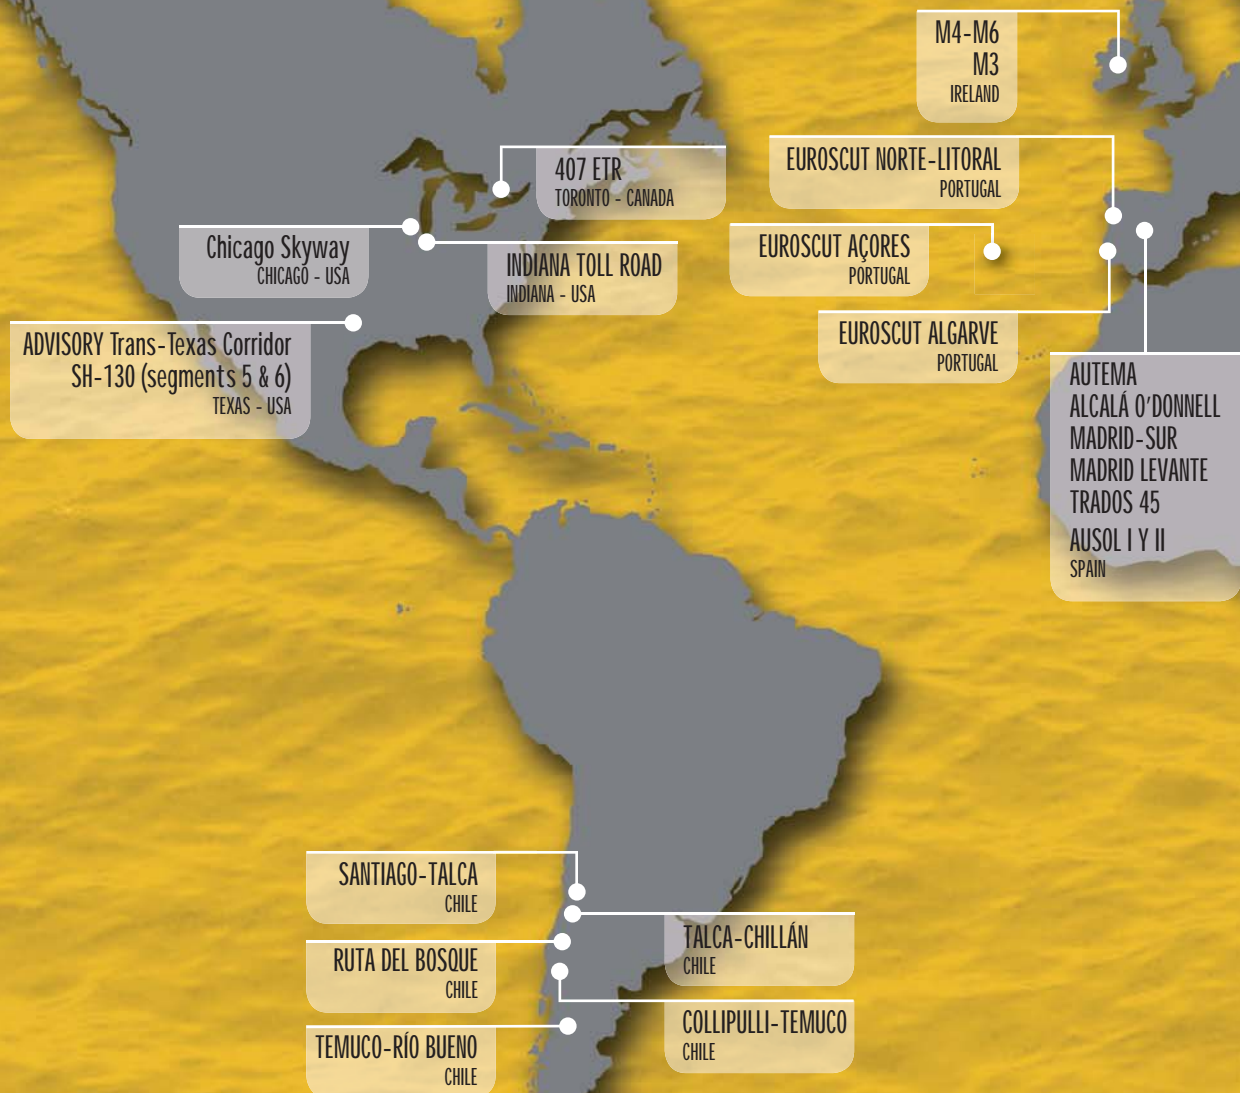 M4-M6
M3
IRELAND
407 ETR
TORONTO - CANADA
EUROSCUT NORTE-LITORAL
PORTUGAL
Chicago Skyway
CHICAGO - USA
INDIANA TOLL ROAD
INDIANA - USA
EUROSCUT AÇORES
PORTUGAL
ADVISORY Trans-Texas Corridor
SH-130 (segments 5 & 6)
TEXAS - USA
EUROSCUT ALGARVE
PORTUGAL
AUTEMA
ALCALÁ O'DONNELL
MADRID-SUR
MADRID LEVANTE
TRADOS 45
AUSOL I Y II
SPAIN
SANTIAGO-TALCA
CHILE
TALCA-CHILLÁN
CHILE
RUTA DEL BOSQUE
CHILE
COLLIPULLI-TEMUCO
CHILE
TEMUCO-RÍO BUENO
CHILE